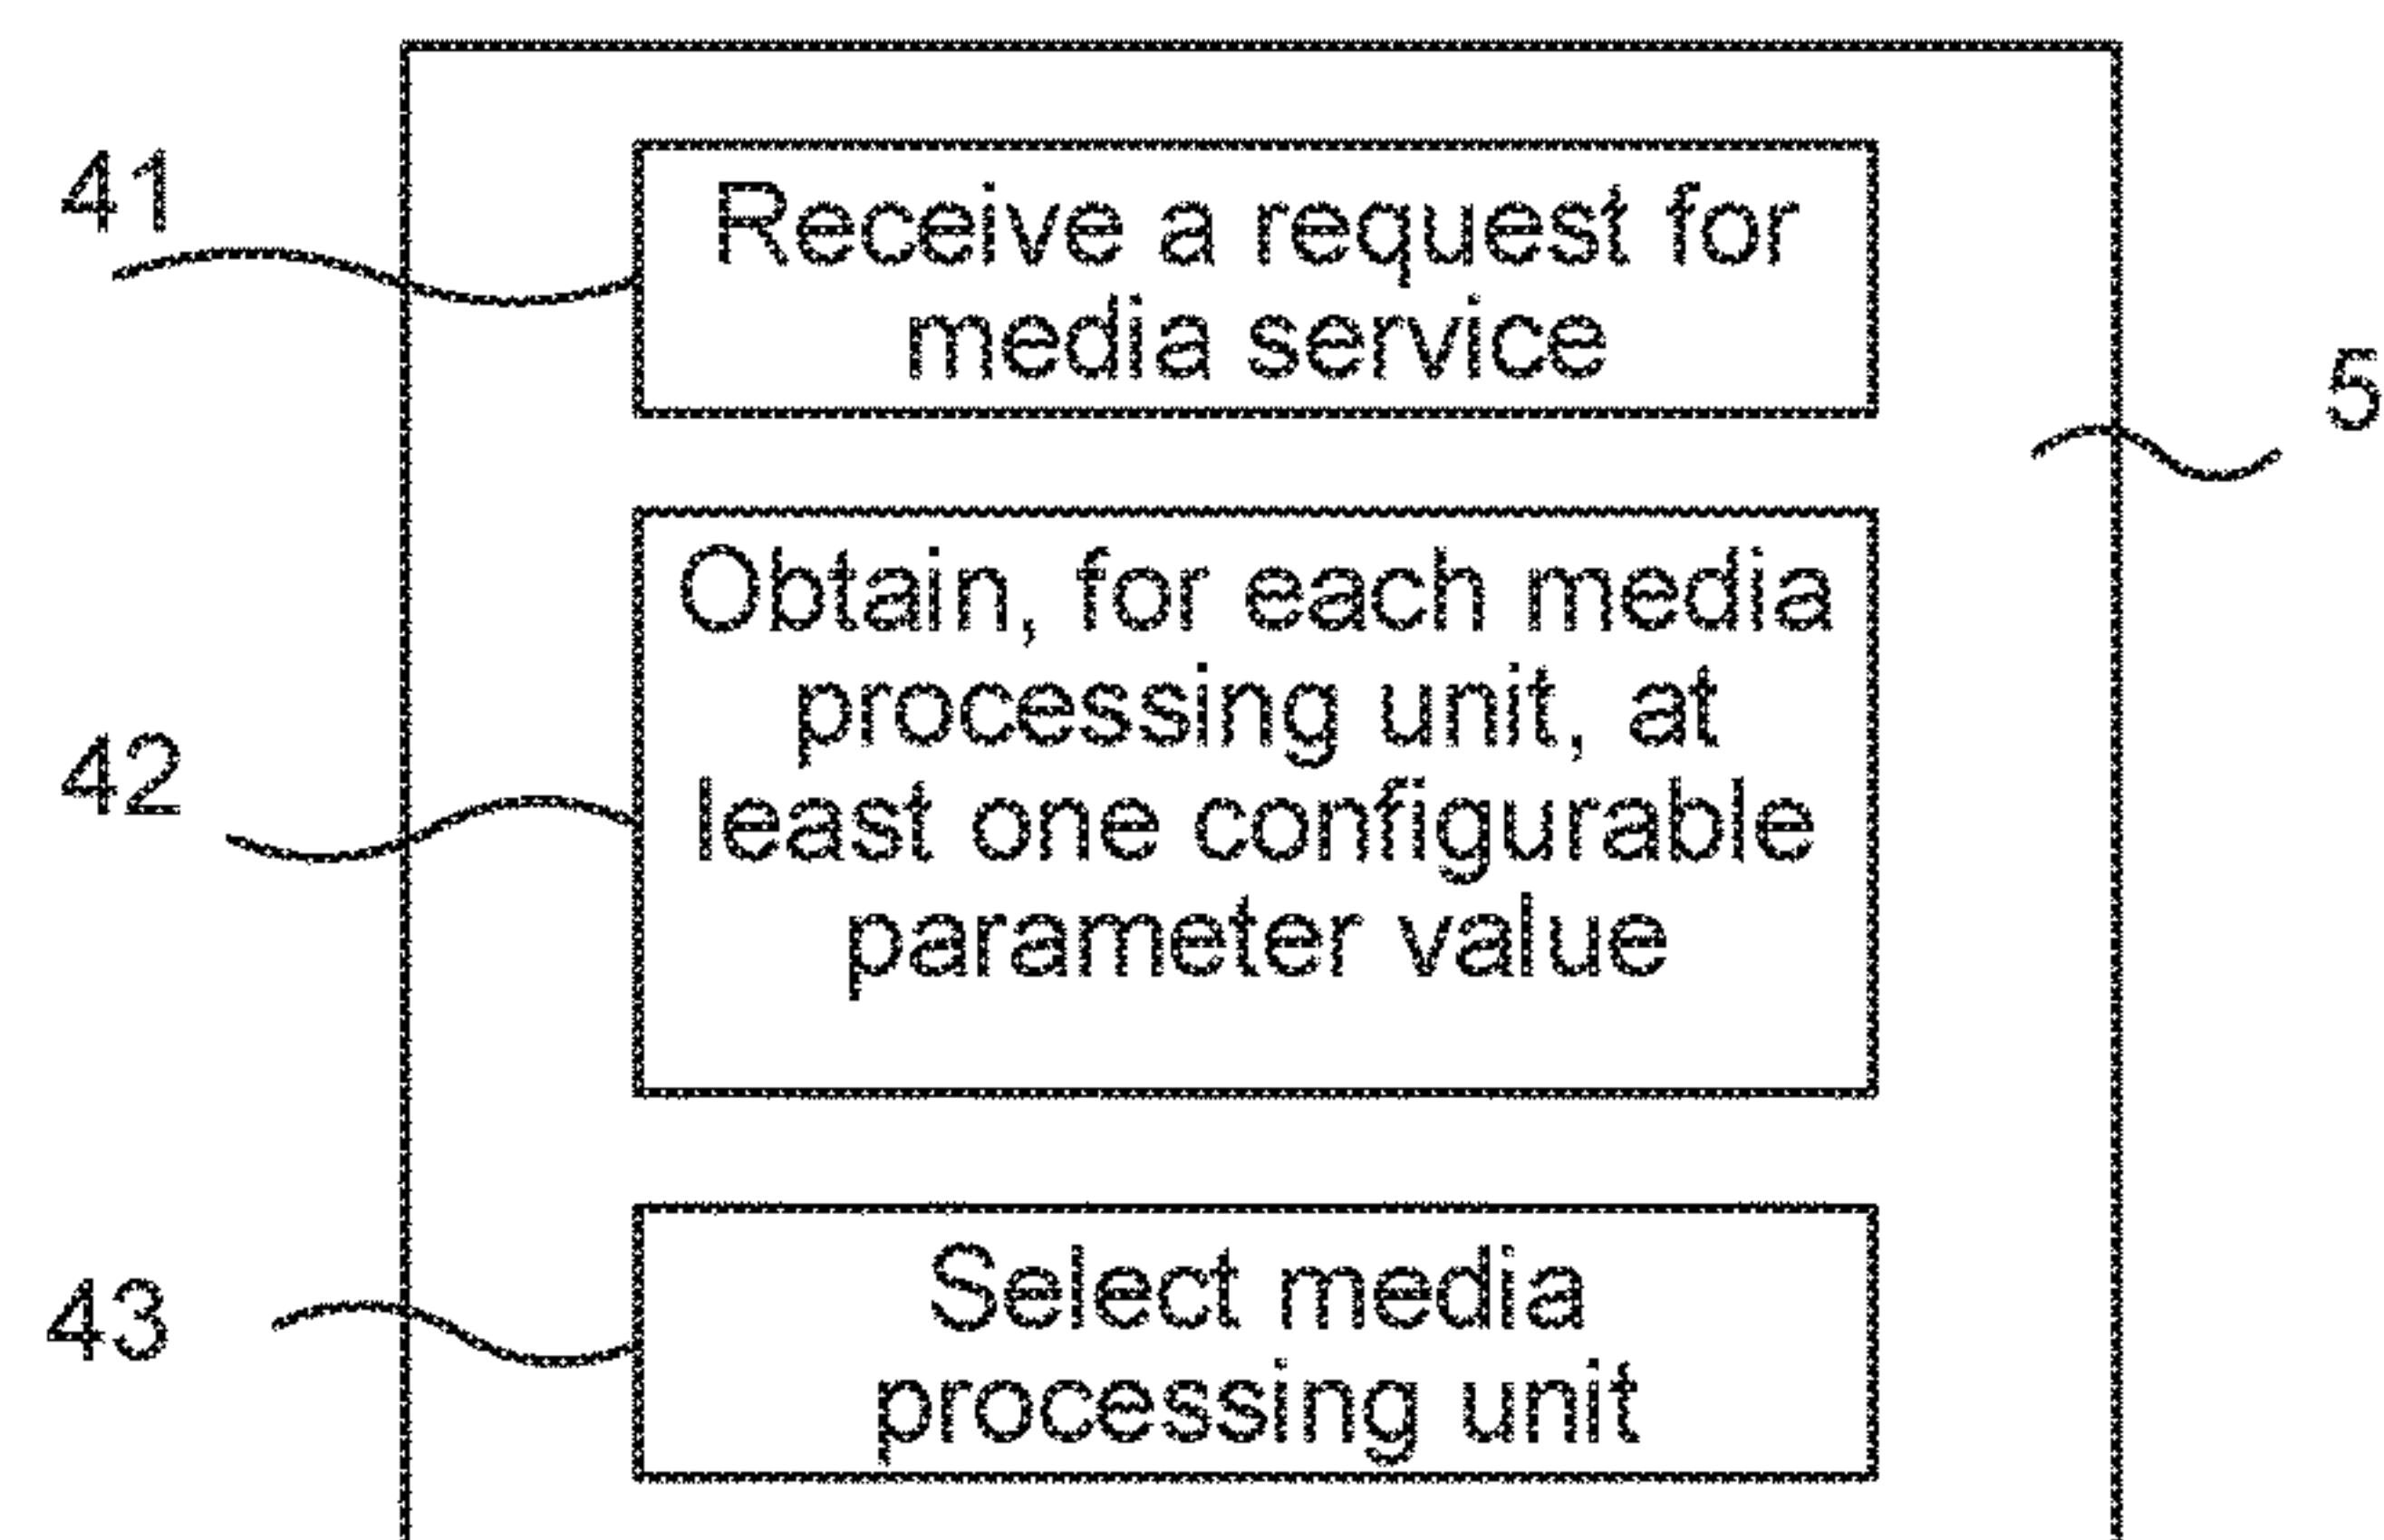 41
Receive a request for
media service
5
Obtain, for each media
processing unit, at
least one configurable
parameter value
42
Select media
processing unit
43